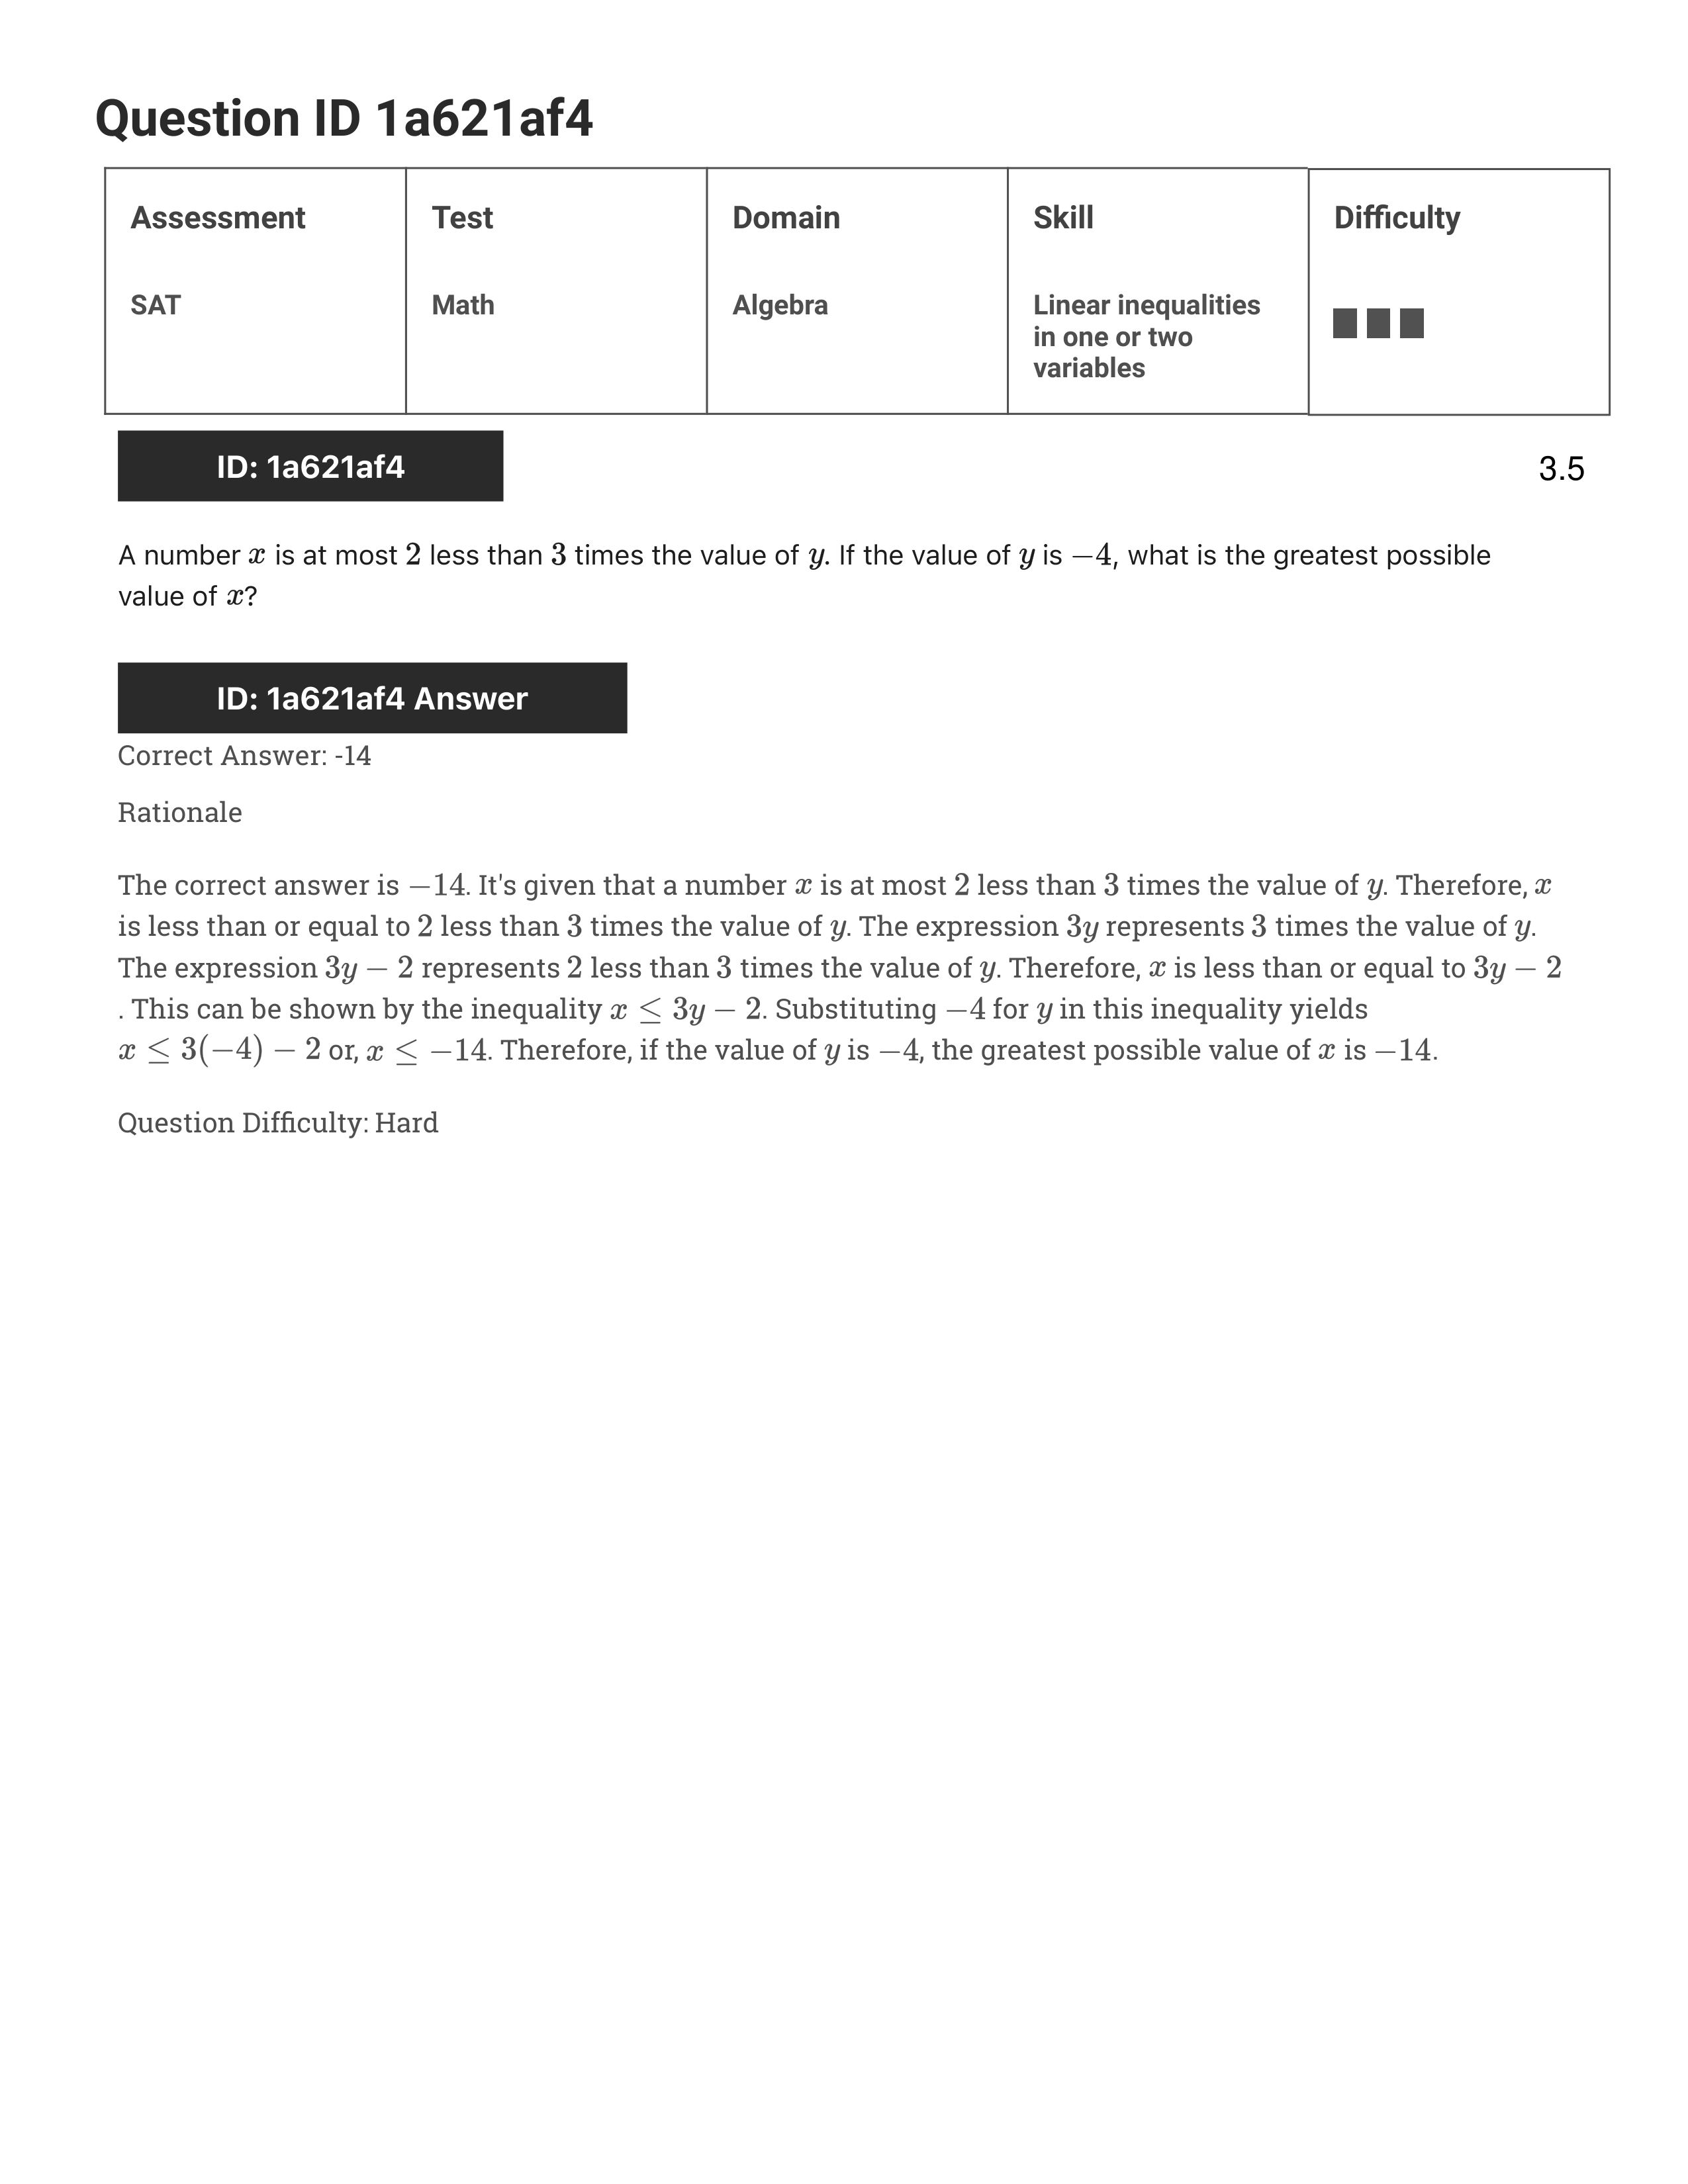 Question ID 1a621af4
Assessment
Test
Domain
Skill
Difficulty
SAT
Math
Algebra
Linear inequalities
in one or two
variables
ID: 1a621af4
3.5
A number x is at most 2 less than 3 times the value of y. If the value of y is −4, what is the greatest possible
value of x?
ID: 1a621af4 Answer
Correct Answer: -14
Rationale
The correct answer is −14. It's given that a number x is at most 2 less than 3 times the value of y. Therefore, x
is less than or equal to 2 less than 3 times the value of y. The expression 3y represents 3 times the value of y.
The expression 3y − 2 represents 2 less than 3 times the value of y. Therefore, x is less than or equal to 3y − 2
. This can be shown by the inequality x ≤ 3y − 2. Substituting −4 for y in this inequality yields
x ≤ 3(−4) − 2 or, x ≤ −14. Therefore, if the value of y is −4, the greatest possible value of x is −14.
Question Difficulty: Hard